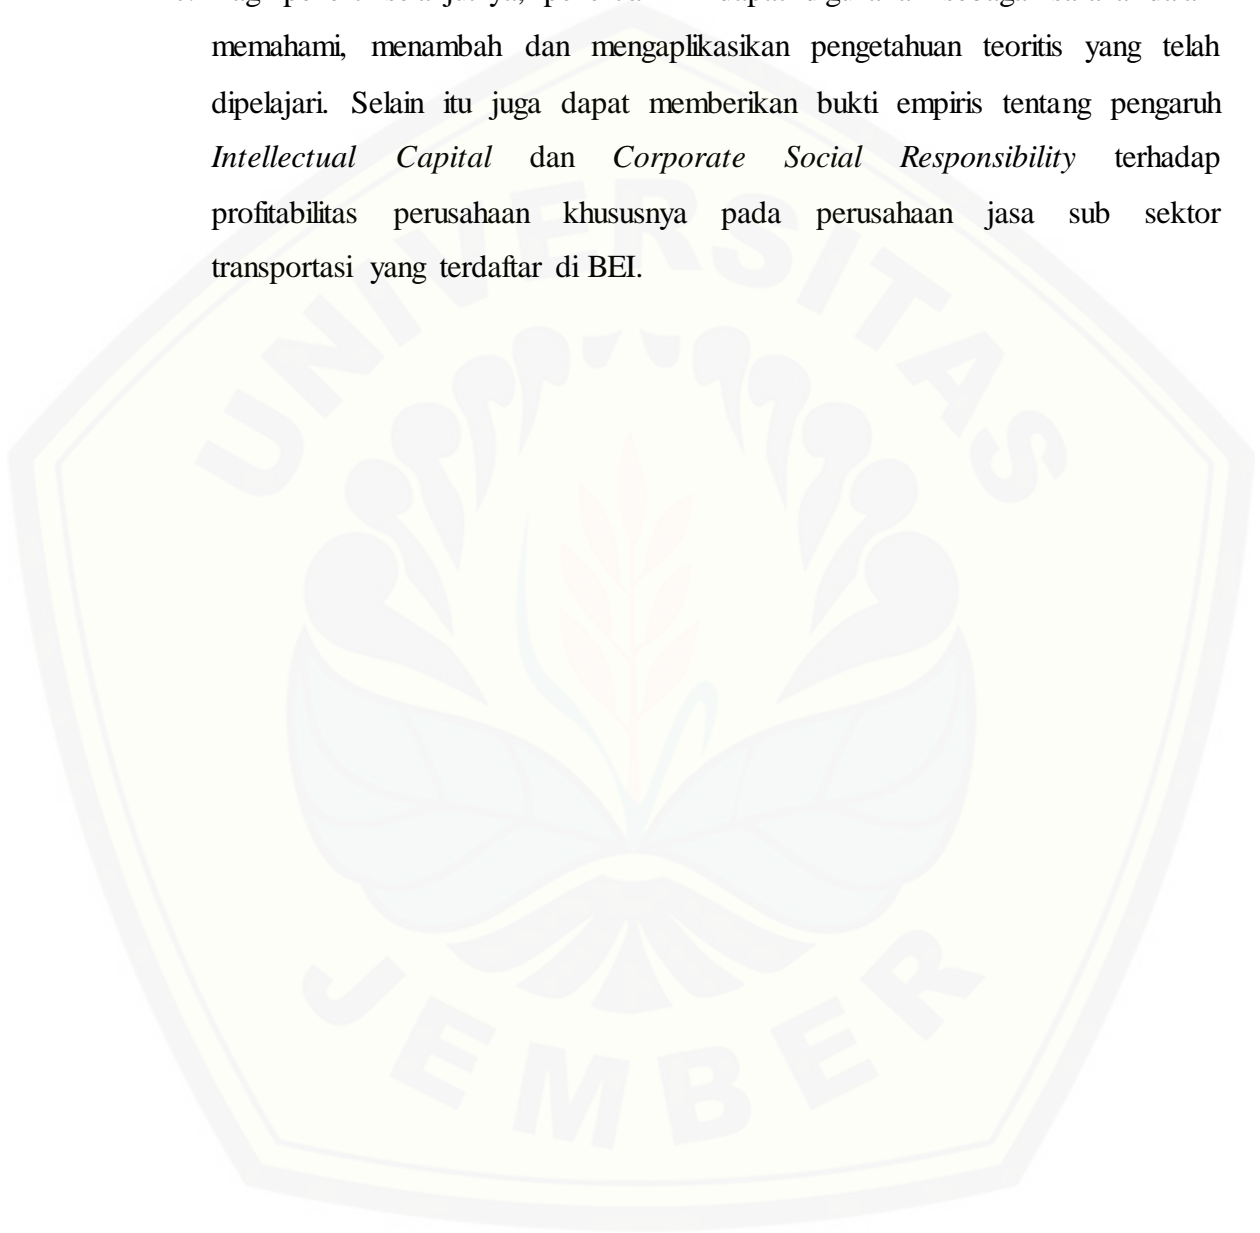 memahami, menambah dan mengaplikasikan pengetahuan teoritis yang telah
dipelajari. Selain itu juga dapat memberikan bukti empiris tentang pengaruh
Intellectual Capital dan Corporate Social Responsibility terhadap
profitabilitas perusahaan khususnya pada perusahaan jasa sub sektor
transportasi yang terdaftar di BEI.
UNIVERSITAS
JEMBER